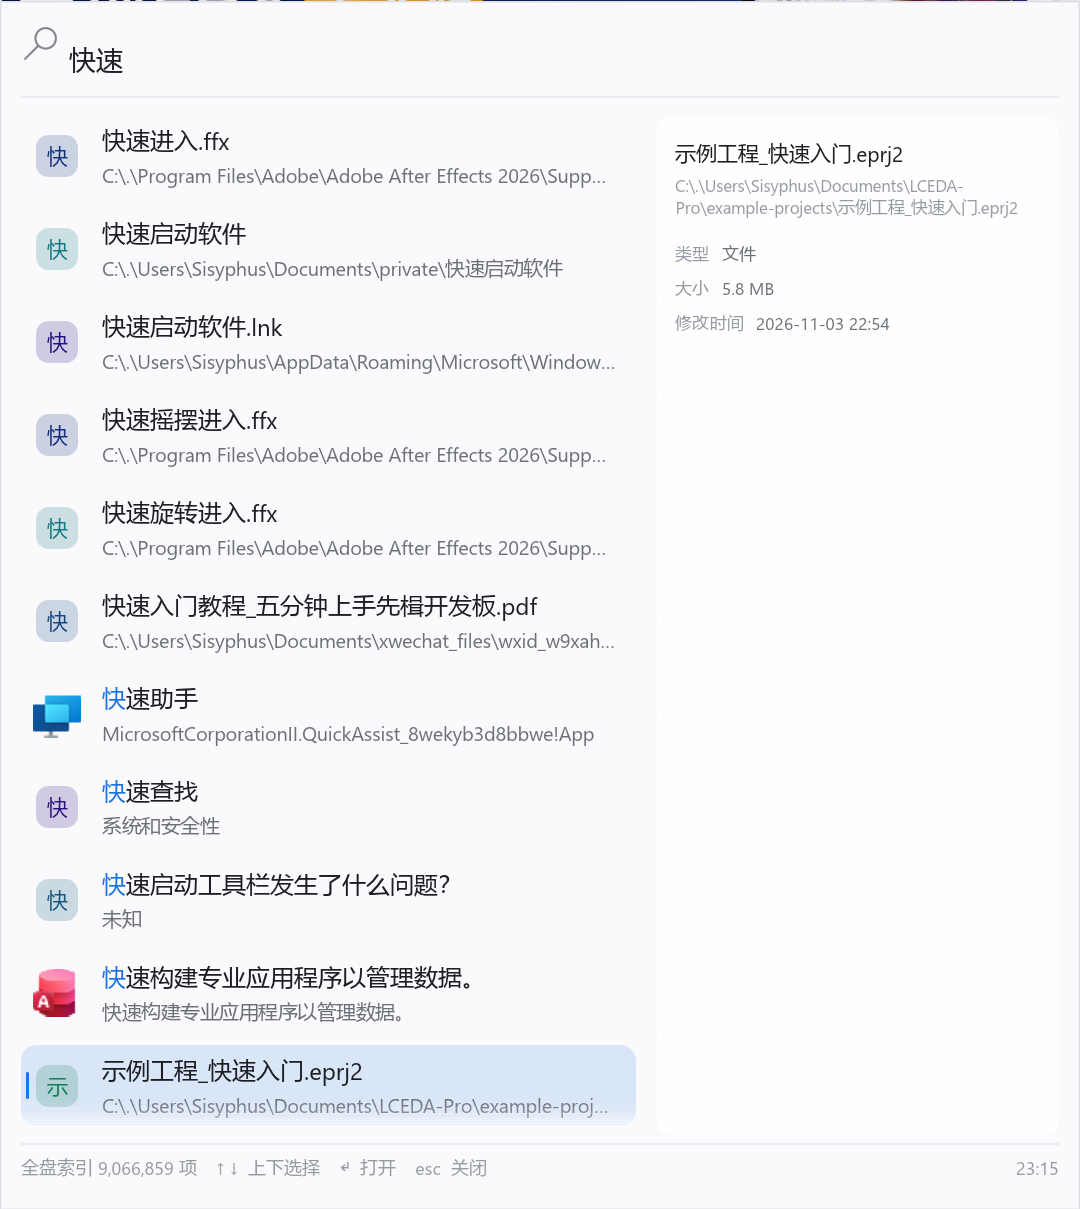 快速
快 快速进入.ffx
C:\.\Program Files\Adobe\Adobe After Effects 2026\Supp...
快 快速启动软件
C:\.\Users\Sisyphus\Documents\private\快速启动软件
快 快速启动软件.lnk
C:\.\Users\Sisyphus\AppData\Roaming\Microsoft\Window...
快 快速摇摆进入.ffx
C:\.\Program Files\Adobe\Adobe After Effects 2026\Supp...
快 快速旋转进入.ffx
C:\.\Program Files\Adobe\Adobe After Effects 2026\Supp...
快 快速入门教程_五分钟上手先楫开发板.pdf
C:\.\Users\Sisyphus\Documents\xwechat_files\wxid_w9xah...
快速助手
MicrosoftCorporationII.QuickAssist_8wekyb3d8bbwe!App
快 快速查找
系统和安全性
快 快速启动工具栏发生了什么问题?
未知
A 快速构建专业应用程序以管理数据。
快速构建专业应用程序以管理数据。
示 示例工程_快速入门.eprj2
C:\.\Users\Sisyphus\Documents\LCEDA-Pro\example-proj...
示例工程_快速入门.eprj2
C:\.\Users\Sisyphus\Documents\LCEDA-
Pro\example-projects\示例工程_快速入门.eprj2
类型 文件
大小 5.8 MB
修改时间 2026-11-03 22:54
全盘索引 9,066,859 项 ↑↓ 上下选择 ↵ 打开 esc 关闭
23:15